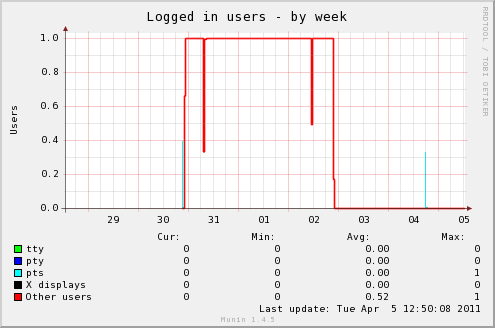 Logged in users - by week
RRDTOOL / TOBI OETIKER
Users
1.0
0.8
0.6
0.4
0.2
0.0
29 30 31 01 02 03 04 05
Cur: Min: Avg: Max:
tty 0 0 0.00 0
pty 0 0 0.00 0
pts 0 0 0.00 1
X displays 0 0 0.00 0
Other users 0 0 0.52 1
Last update: Tue Apr 5 12:50:08 2011
Munin 1.4.5